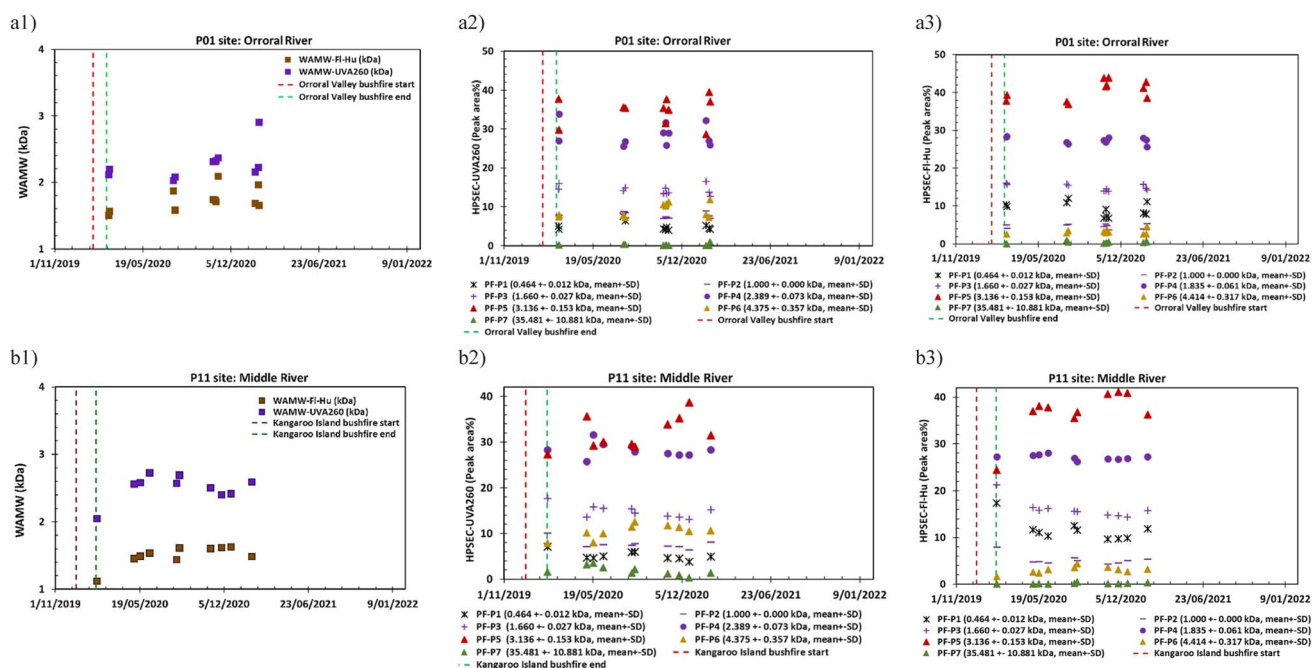 a1)
P01 site: Orroral River
WAMW (kDa)
4
3
2
1
WAMW-Fl-Hu (kDa)
WAMW-UVA260 (kDa)
Orroral Valley bushfire start
Orroral Valley bushfire end
1/11/2019 19/05/2020 5/12/2020 23/06/2021 9/01/2022
a2)
P01 site: Orroral River
HPSEC-UVA260 (Peak area%)
50
40
30
20
10
0
1/11/2019 19/05/2020 5/12/2020 23/06/2021 9/01/2022
PF-P1 (0.464 +- 0.012 kDa, mean+-SD) PF-P2 (1.000 +- 0.000 kDa, mean+-SD)
PF-P3 (1.660 +- 0.027 kDa, mean+-SD) PF-P4 (2.389 +- 0.073 kDa, mean+-SD)
PF-P5 (3.136 +- 0.153 kDa, mean+-SD) PF-P6 (4.375 +- 0.357 kDa, mean+-SD)
PF-P7 (35.481 +- 10.881 kDa, mean+-SD) Orroral Valley bushfire start
Orroral Valley bushfire end
a3)
P01 site: Orroral River
HPSEC-Fl-Hu (Peak area%)
50
40
30
20
10
0
1/11/2019 19/05/2020 5/12/2020 23/06/2021 9/01/2022
PF-P1 (0.464 +- 0.012 kDa, mean+-SD) PF-P2 (1.000 +- 0.000 kDa, mean+-SD)
PF-P3 (1.660 +- 0.027 kDa, mean+-SD) PF-P4 (1.835 +- 0.061 kDa, mean+-SD)
PF-P5 (3.136 +- 0.153 kDa, mean+-SD) PF-P6 (4.414 +- 0.317 kDa, mean+-SD)
PF-P7 (35.481 +- 10.881 kDa, mean+-SD) Orroral Valley bushfire start
Orroral Valley bushfire end
b1)
P11 site: Middle River
WAMW (kDa)
4
3
2
1
WAMW-Fl-Hu (kDa)
WAMW-UVA260 (kDa)
Kangaroo Island bushfire start
Kangaroo Island bushfire end
1/11/2019 19/05/2020 5/12/2020 23/06/2021 9/01/2022
b2)
P11 site: Middle River
HPSEC-UVA260 (Peak area%)
50
40
30
20
10
0
1/11/2019 19/05/2020 5/12/2020 23/06/2021 9/01/2022
PF-P1 (0.464 +- 0.012 kDa, mean+-SD) PF-P2 (1.000 +- 0.000 kDa, mean+-SD)
PF-P3 (1.660 +- 0.027 kDa, mean+-SD) PF-P4 (2.389 +- 0.073 kDa, mean+-SD)
PF-P5 (3.136 +- 0.153 kDa, mean+-SD) PF-P6 (4.375 +- 0.357 kDa, mean+-SD)
PF-P7 (35.481 +- 10.881 kDa, mean+-SD) Kangaroo Island bushfire start
Kangaroo Island bushfire end
b3)
P11 site: Middle River
HPSEC-Fl-Hu (Peak area%)
50
40
30
20
10
0
1/11/2019 19/05/2020 5/12/2020 23/06/2021 9/01/2022
PF-P1 (0.464 +- 0.012 kDa, mean+-SD) PF-P2 (1.000 +- 0.000 kDa, mean+-SD)
PF-P3 (1.660 +- 0.027 kDa, mean+-SD) PF-P4 (1.835 +- 0.061 kDa, mean+-SD)
PF-P5 (3.136 +- 0.153 kDa, mean+-SD) PF-P6 (4.414 +- 0.317 kDa, mean+-SD)
PF-P7 (35.481 +- 10.881 kDa, mean+-SD) Kangaroo Island bushfire start
Kangaroo Island bushfire end